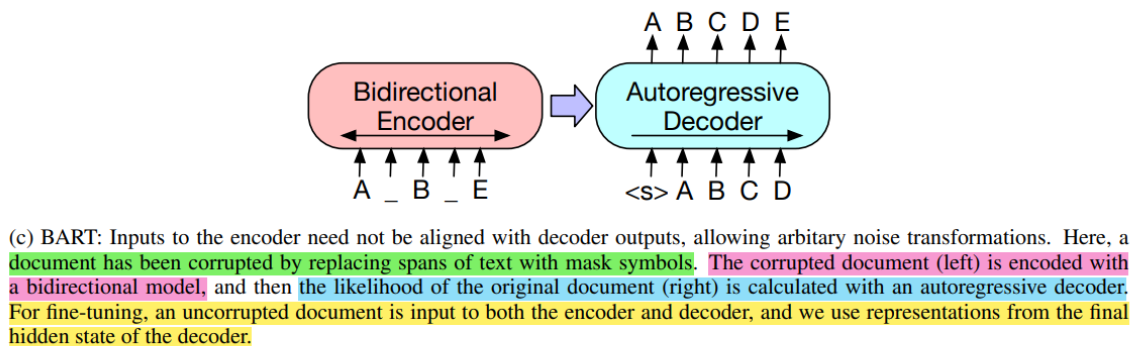 A B C D E
Bidirectional Encoder
Autoregressive Decoder
A _ B _ E
<s> A B C D
(c) BART: Inputs to the encoder need not be aligned with decoder outputs, allowing arbitary noise transformations. Here, a
document has been corrupted by replacing spans of text with mask symbols. The corrupted document (left) is encoded with
a bidirectional model, and then the likelihood of the original document (right) is calculated with an autoregressive decoder.
For fine-tuning, an uncorrupted document is input to both the encoder and decoder, and we use representations from the final
hidden state of the decoder.